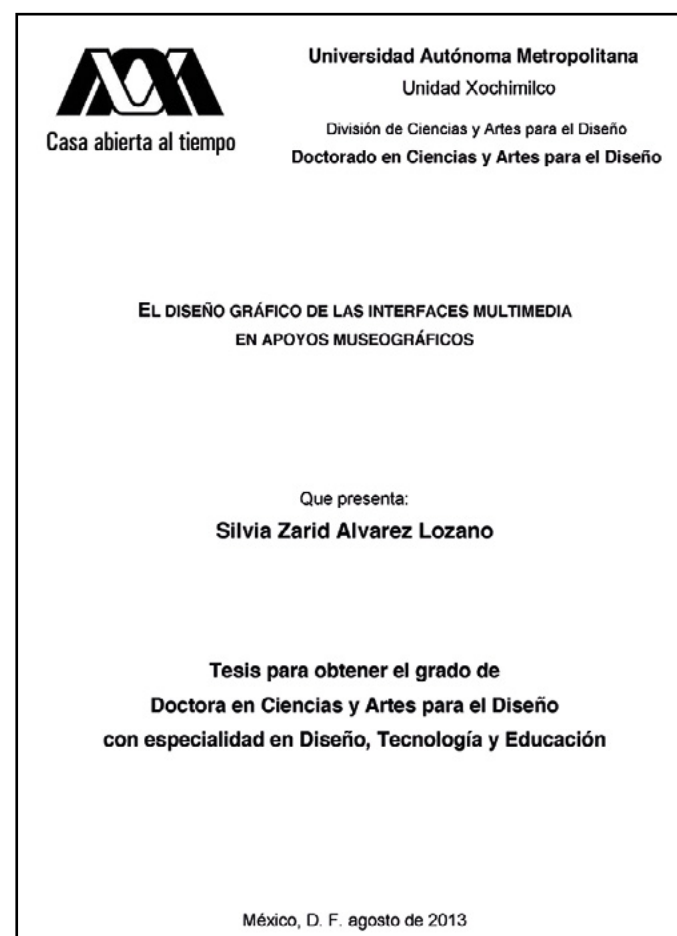 Universidad Autónoma Metropolitana
Unidad Xochimilco
Casa abierta al tiempo
División de Ciencias y Artes para el Diseño
Doctorado en Ciencias y Artes para el Diseño
EL DISEÑO GRÁFICO DE LAS INTERFACES MULTIMEDIA
EN APOYOS MUSEOGRÁFICOS
Que presenta:
Silvia Zarid Alvarez Lozano
Tesis para obtener el grado de
Doctora en Ciencias y Artes para el Diseño
con especialidad en Diseño, Tecnología y Educación
México, D. F. agosto de 2013